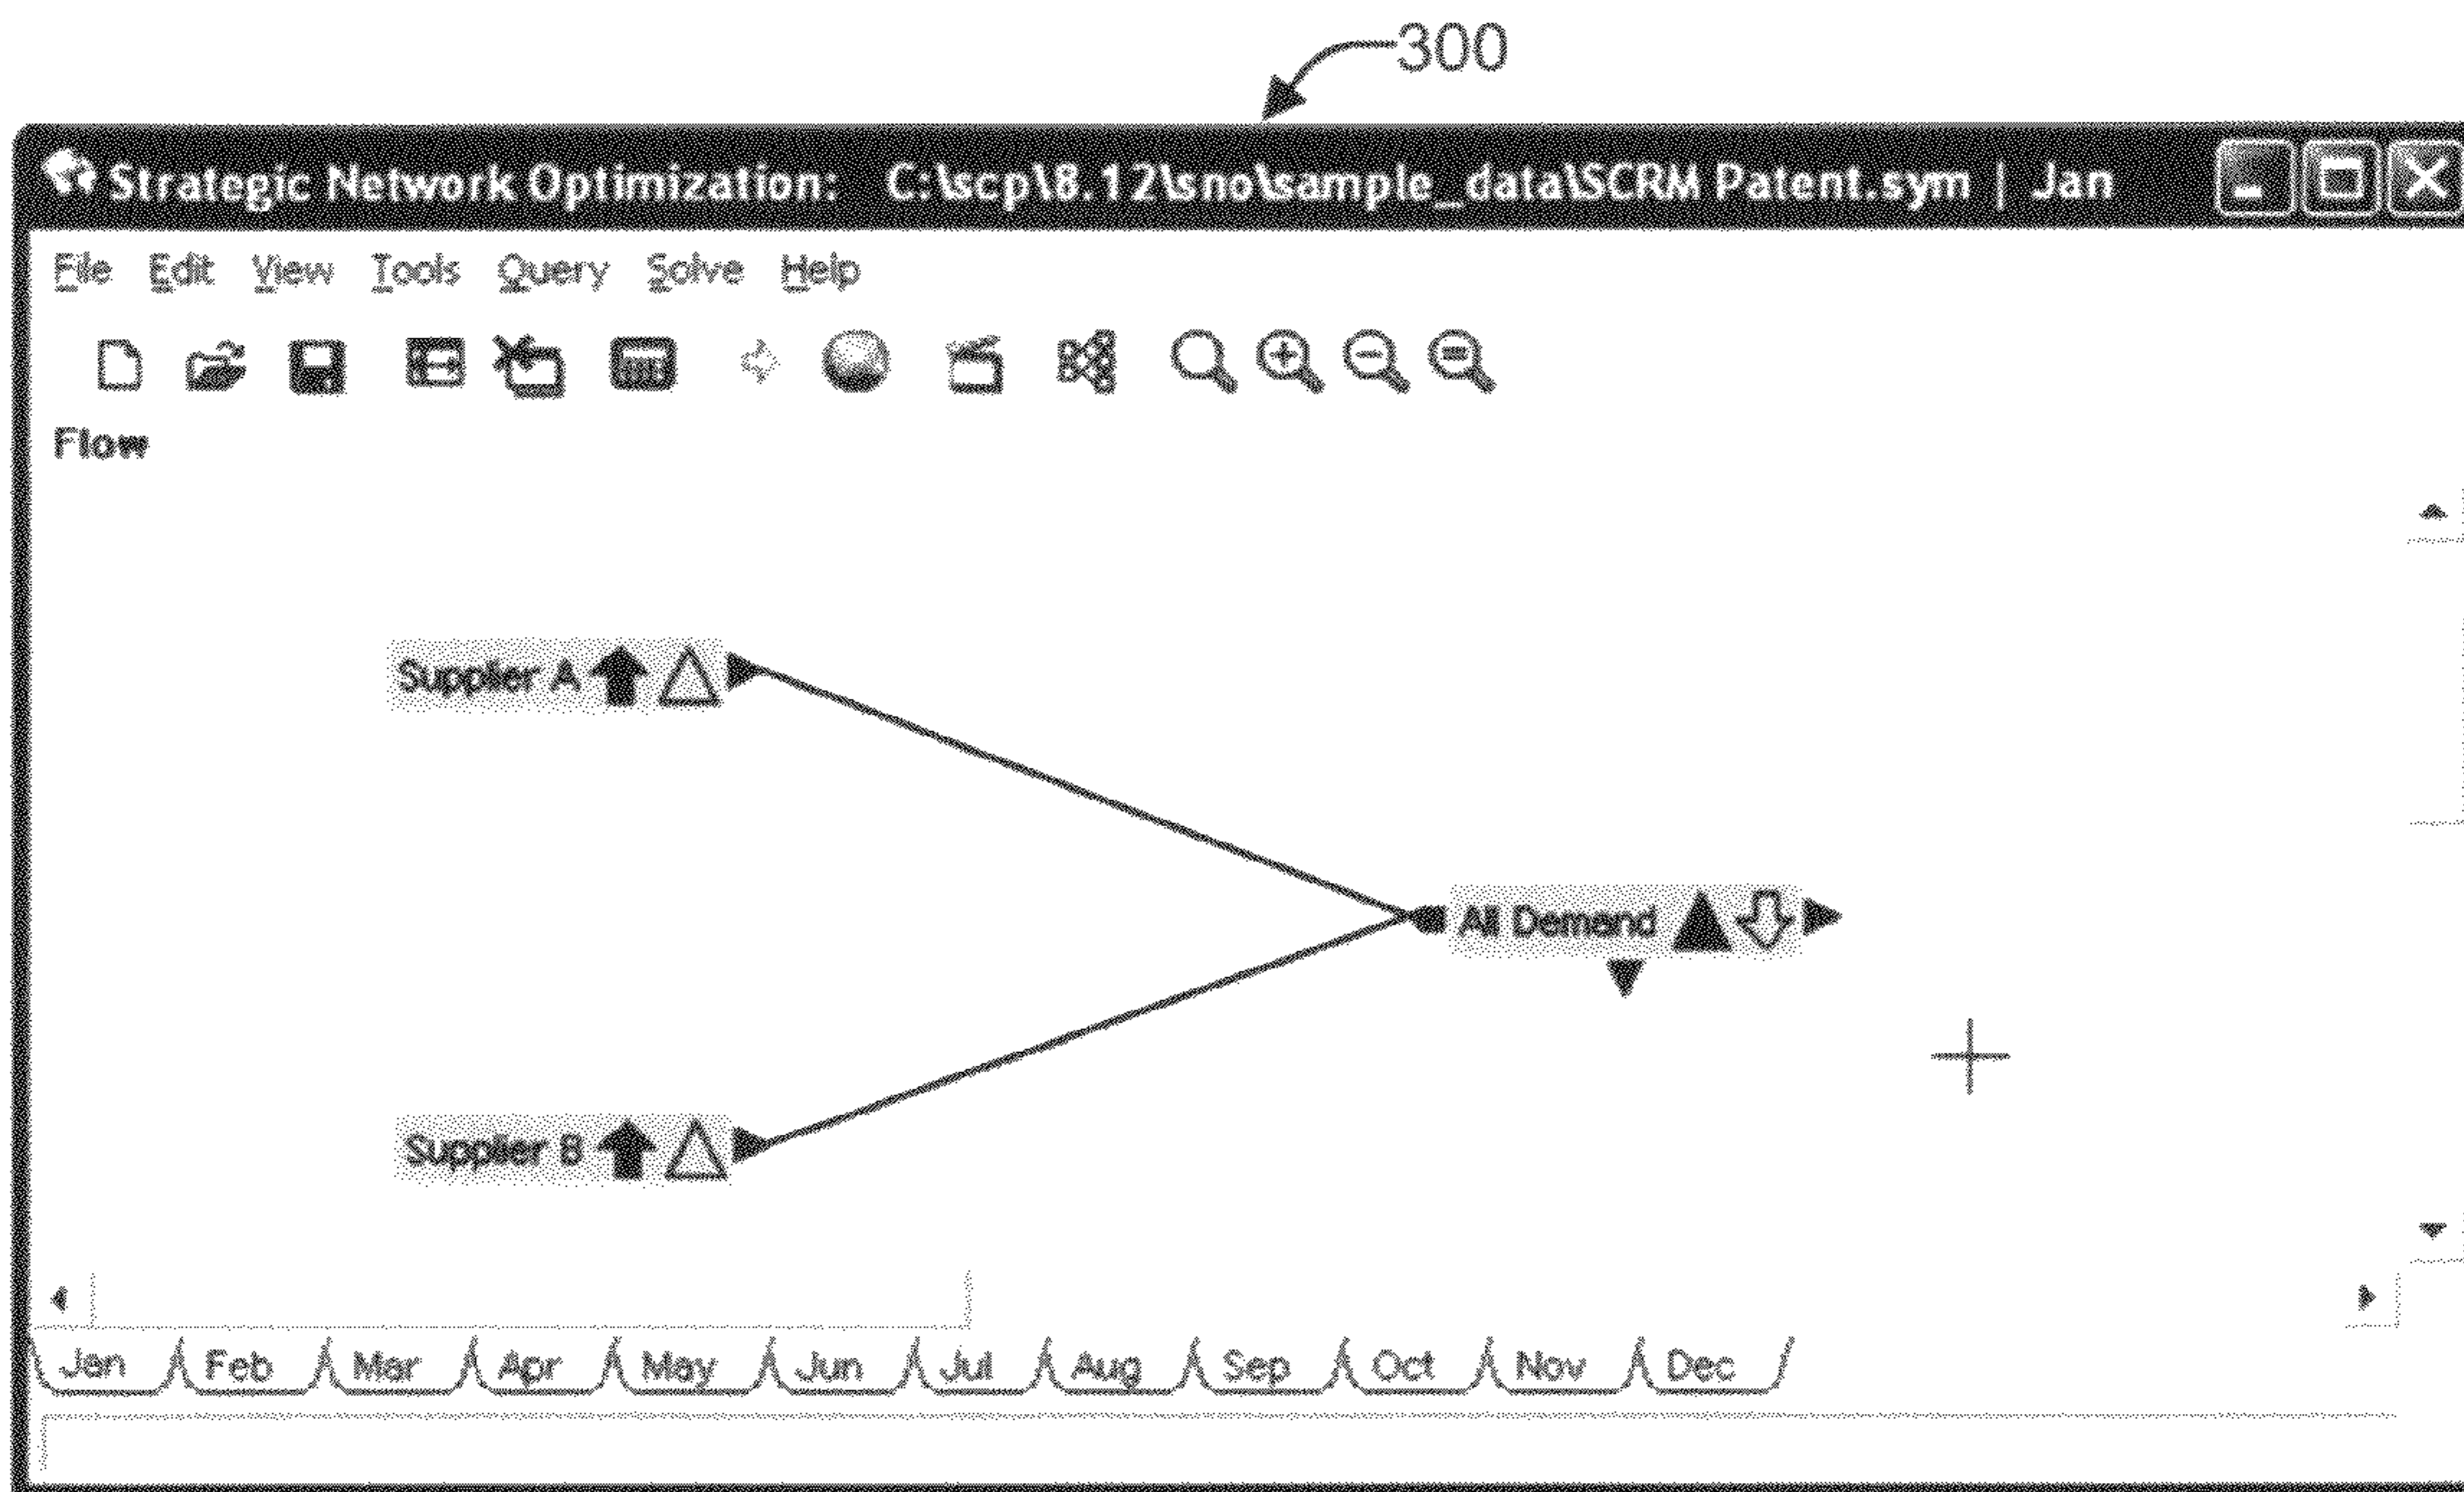 300
Strategic Network Optimization: C:\scp\8.12\sno\sample_data\SCRM Patent.sym | Jan
File Edit View Tools Query Solve Help
Flow
Supplier A
All Demand
Supplier B
Jan Feb Mar Apr May Jun Jul Aug Sep Oct Nov Dec